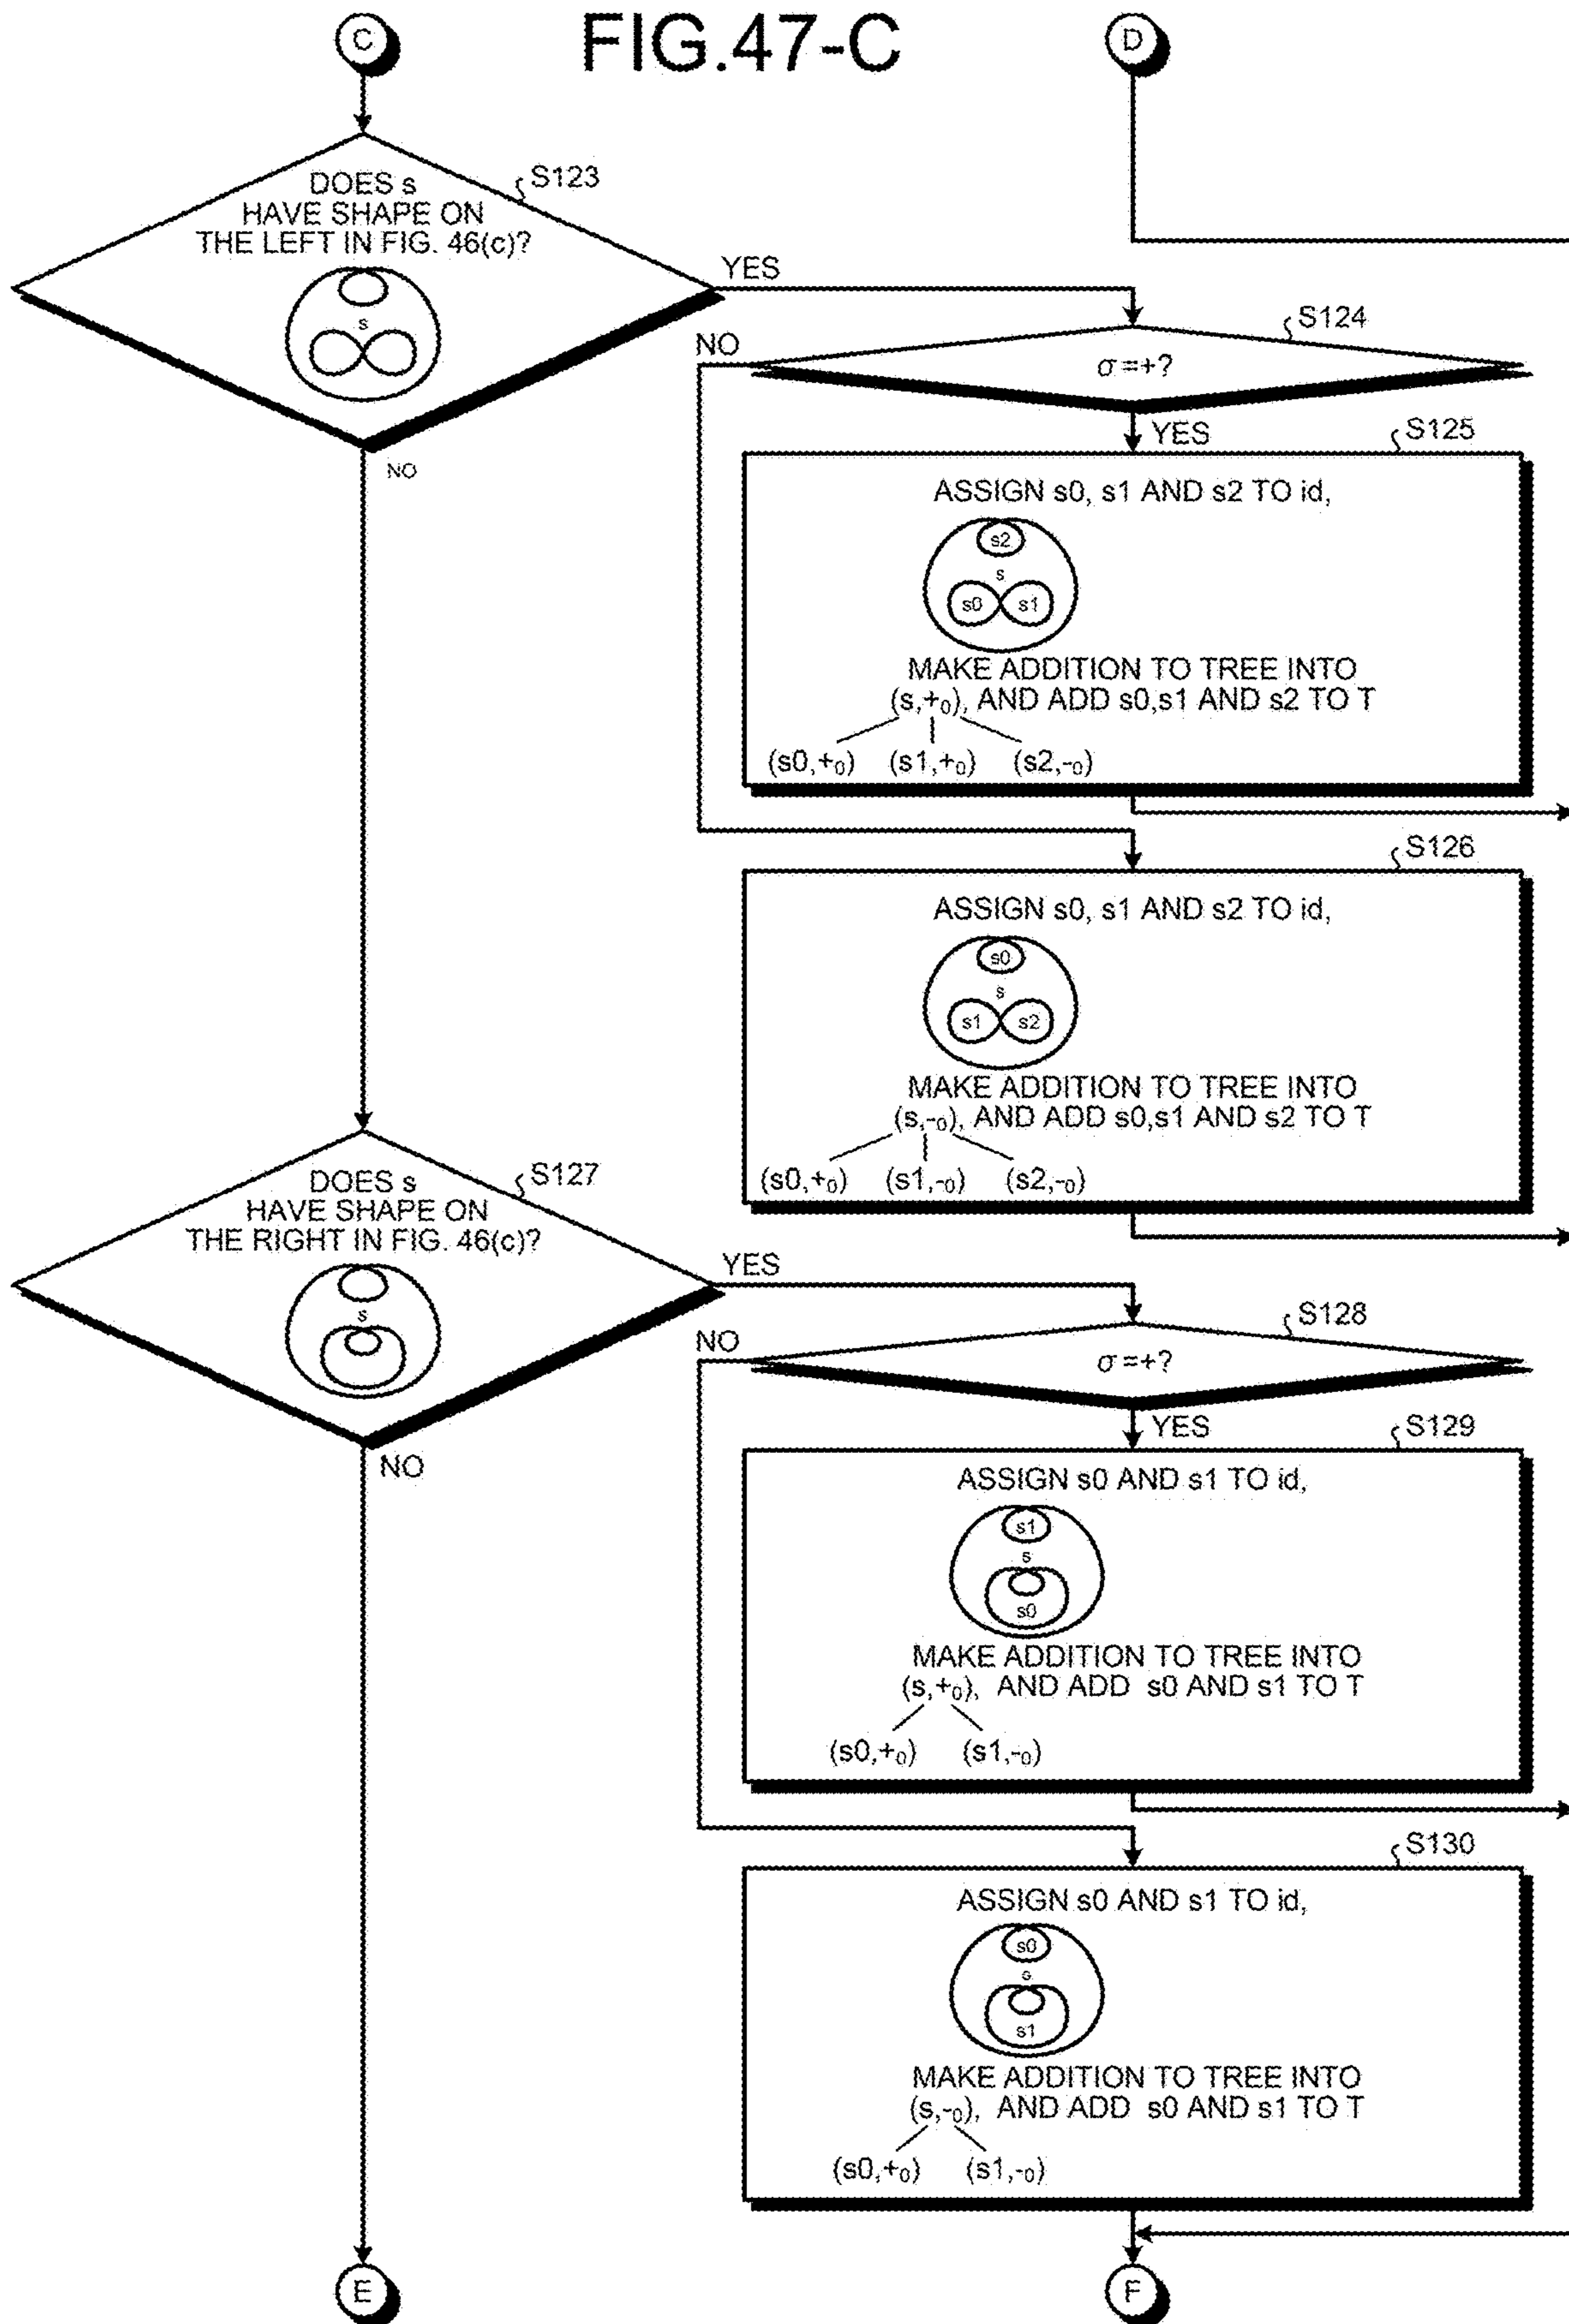 FIG.47-C
C
D
DOES s
HAVE SHAPE ON
THE LEFT IN FIG. 46(c)?
s
S123
YES
NO
S124
NO
σ=+?
YES
S125
ASSIGN s0, s1 AND s2 TO id,
s2
s
s0 s1
MAKE ADDITION TO TREE INTO
(s,+₀), AND ADD s0,s1 AND s2 TO T
(s0,+₀) (s1,+₀) (s2,-₀)
S126
ASSIGN s0, s1 AND s2 TO id,
s0
s
s1 s2
MAKE ADDITION TO TREE INTO
(s,-₀), AND ADD s0,s1 AND s2 TO T
(s0,+₀) (s1,-₀) (s2,-₀)
DOES s
HAVE SHAPE ON
THE RIGHT IN FIG. 46(c)?
s
S127
YES
NO
S128
NO
σ=+?
YES
S129
ASSIGN s0 AND s1 TO id,
s1
s
s0
MAKE ADDITION TO TREE INTO
(s,+₀), AND ADD s0 AND s1 TO T
(s0,+₀) (s1,-₀)
S130
ASSIGN s0 AND s1 TO id,
s0
s
s1
MAKE ADDITION TO TREE INTO
(s,-₀), AND ADD s0 AND s1 TO T
(s0,+₀) (s1,-₀)
E
F